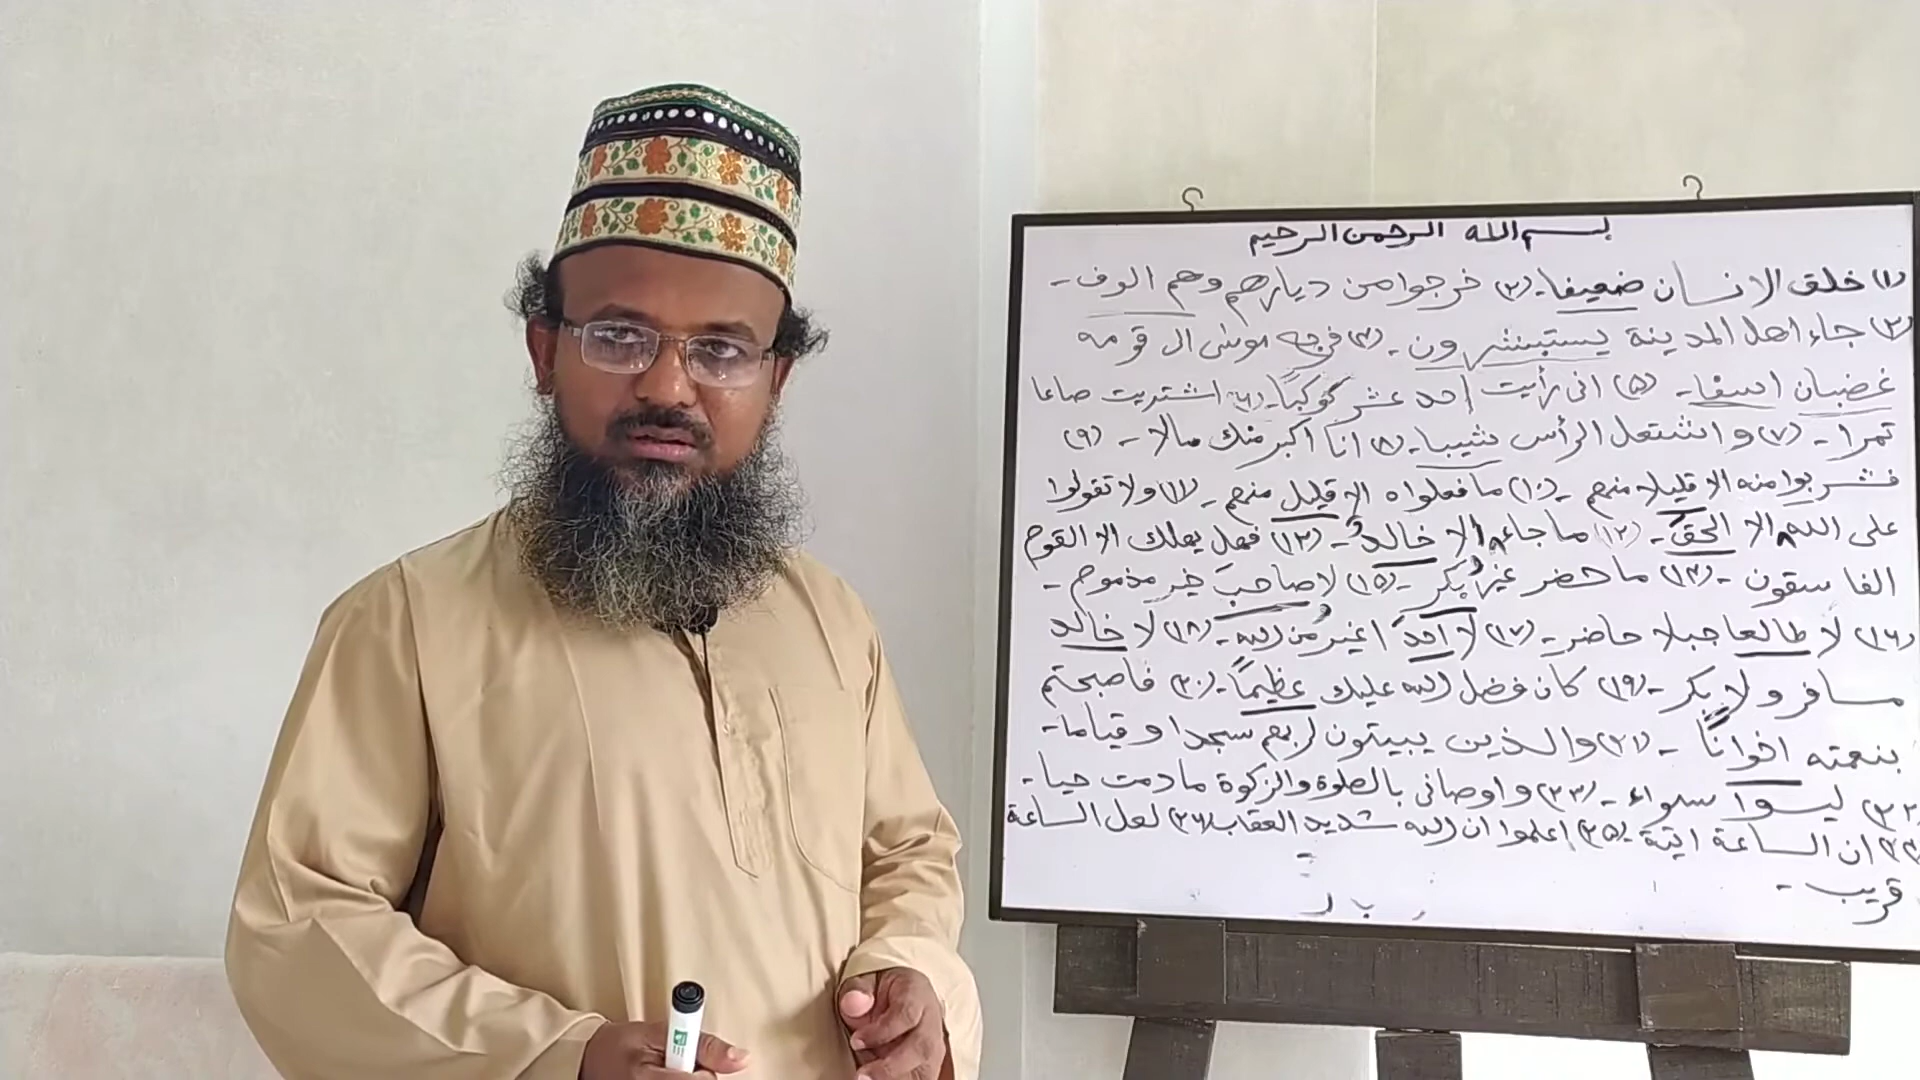 بسم الله الرحمن الرحيم
(١) خلق الانسان ضعيفا۔ (٢) خرجوا من ديارهم وهم الوف۔
(٣) جاء اهل المدينة يستبشرون۔ (٤) فرجع موسى الى قومه
غضبان اسفا۔ (٥) انى رأيت احد عشر كوكبًا۔ (٦) اشتريت صاعا
تمرا۔ (٧) واشتعل الرأس شيبا۔ (٨) انا اكبر منك مالا۔ (٩)
فشربوا منه الا قليلا منهم۔ (١٠) ما فعلواه الا قليل منهم۔ (١١) ولا تقولوا
على الله الا الحقَّ۔ (١٢) ما جاء الا خالدٌ۔ (١٣) فهل يهلك الا القوم
الفاسقون۔ (١٤) ما حضر غيرُ بكر۔ (١٥) لا صاحبَ خير مذموم۔
(١٦) لا طالعا جبلا حاضر۔ (١٧) لا احدَ اغيرُ من الله۔ (١٨) لا خالد
مسافر ولا بكر۔ (١٩) كان فضل الله عليك عظيمًا۔ (٢٠) فاصبحتم
بنعمته اخوانًا۔ (٢١) والذين يبيتون لربهم سجدا وقياما۔
(٢٢) ليسوا سواء۔ (٢٣) واوصانى بالصلوة والزكوة ما دمت حيا۔
(٢٤) ان الساعة اتية۔ (٢٥) اعلموا ان الله شديد العقاب (٢٦) لعل الساعة
قريب۔